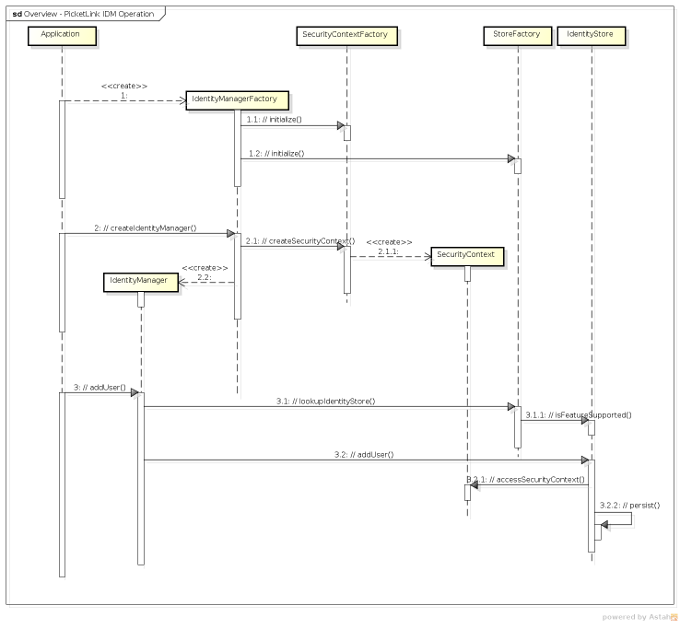 sd Overview - PicketLink IDM Operation
Application
SecurityContextFactory
StoreFactory
IdentityStore
<<create>>
1:
IdentityManagerFactory
1.1: // initialize()
1.2: // initialize()
2: // createIdentityManager()
2.1: // createSecurityContext()
<<create>>
2.1.1:
SecurityContext
<<create>>
2.2:
IdentityManager
3: // addUser()
3.1: // lookupIdentityStore()
3.1.1: // isFeatureSupported()
3.2: // addUser()
3.2.1: // accessSecurityContext()
3.2.2: // persist()
powered by Astah